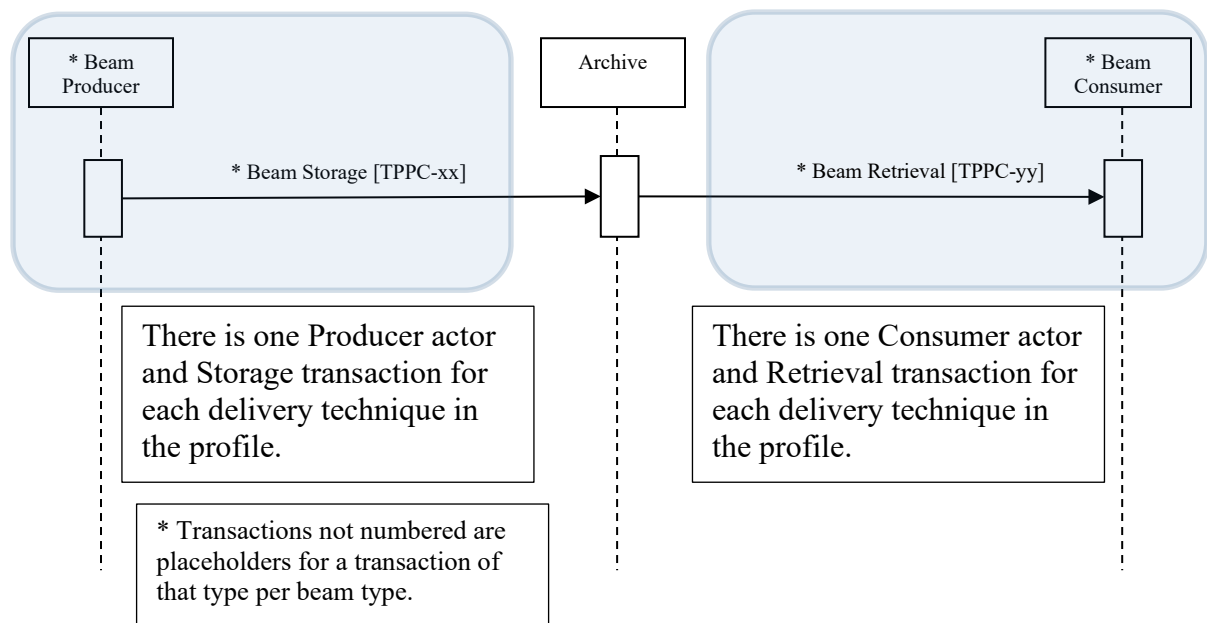 * Beam
Producer
Archive
* Beam
Consumer
* Beam Storage [TPPC-xx]
* Beam Retrieval [TPPC-yy]
There is one Producer actor
and Storage transaction for
each delivery technique in
the profile.
There is one Consumer actor
and Retrieval transaction for
each delivery technique in
the profile.
* Transactions not numbered are
placeholders for a transaction of
that type per beam type.